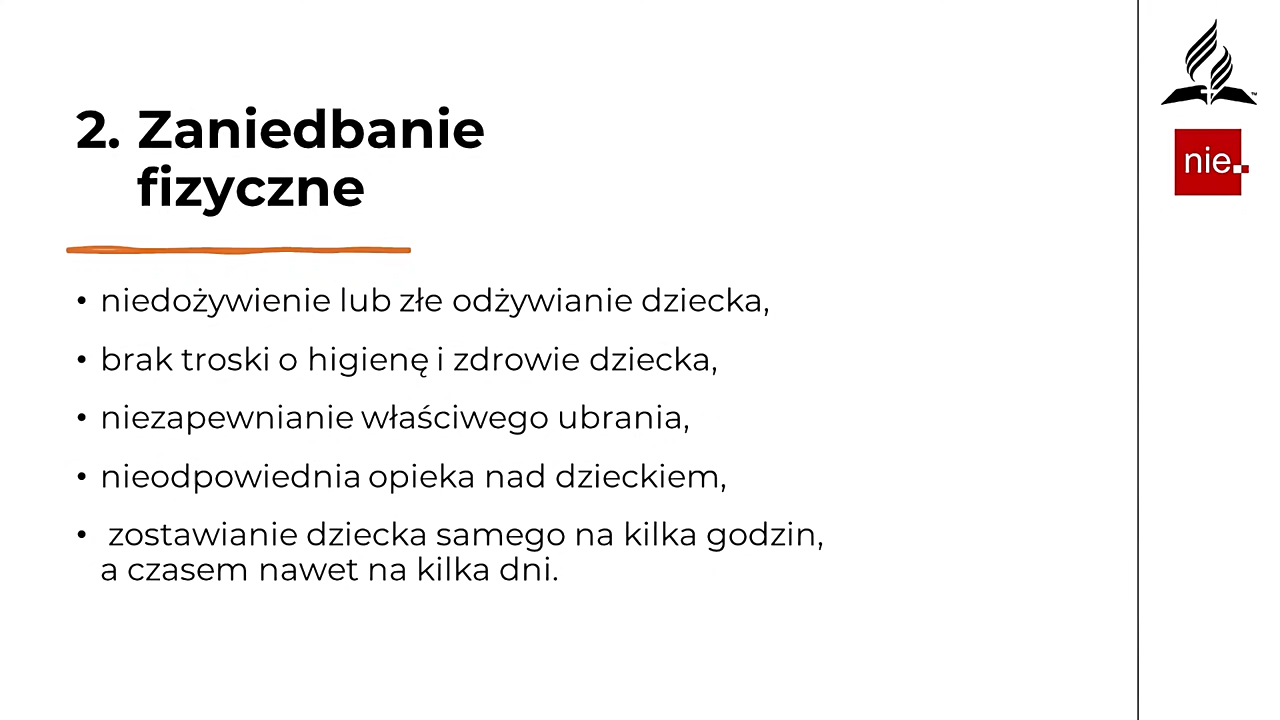 2. Zaniedbanie
fizyczne
• niedożywienie lub złe odżywianie dziecka,
• brak troski o higienę i zdrowie dziecka,
• niezapewnianie właściwego ubrania,
• nieodpowiednia opieka nad dzieckiem,
• zostawianie dziecka samego na kilka godzin,
a czasem nawet na kilka dni.
TM
nie.